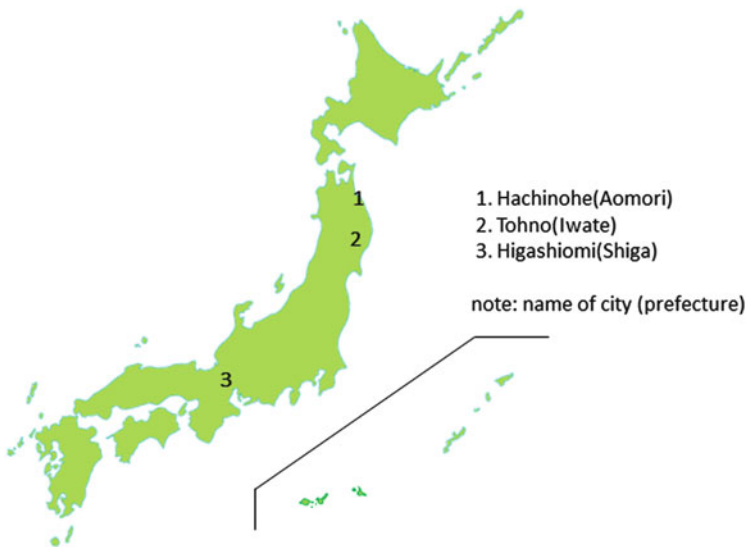 1
2
3
1. Hachinohe(Aomori)
2. Tohno(Iwate)
3. Higashiomi(Shiga)
note: name of city (prefecture)